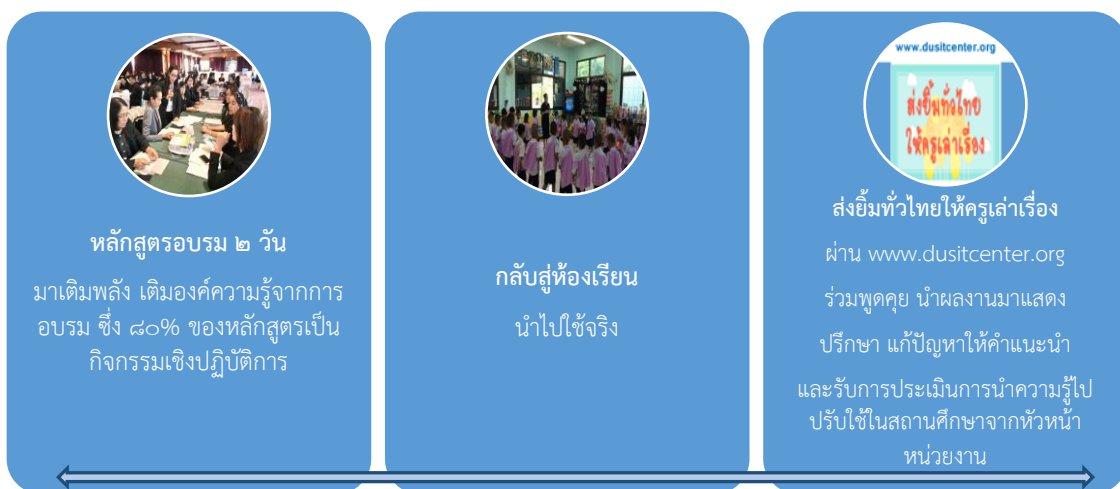 หลักสูตรอบรม ๒ วัน
มาเติมพลัง เติมองค์ความรู้จากการ
อบรม ซึ่ง ๘๐% ของหลักสูตรเป็น
กิจกรรมเชิงปฏิบัติการ
กลับสู่ห้องเรียน
นำไปใช้จริง
www.dusitcenter.org
ส่งยิ้มทั่วไทย
ให้ครูเล่าเรื่อง
ส่งยิ้มทั่วไทยให้ครูเล่าเรื่อง
ผ่าน www.dusitcenter.org
ร่วมพูดคุย นำผลงานมาแสดง
ปรึกษา แก้ปัญหาให้คำแนะนำ
และรับการประเมินการนำความรู้ไป
ปรับใช้ในสถานศึกษาจากหัวหน้า
หน่วยงาน